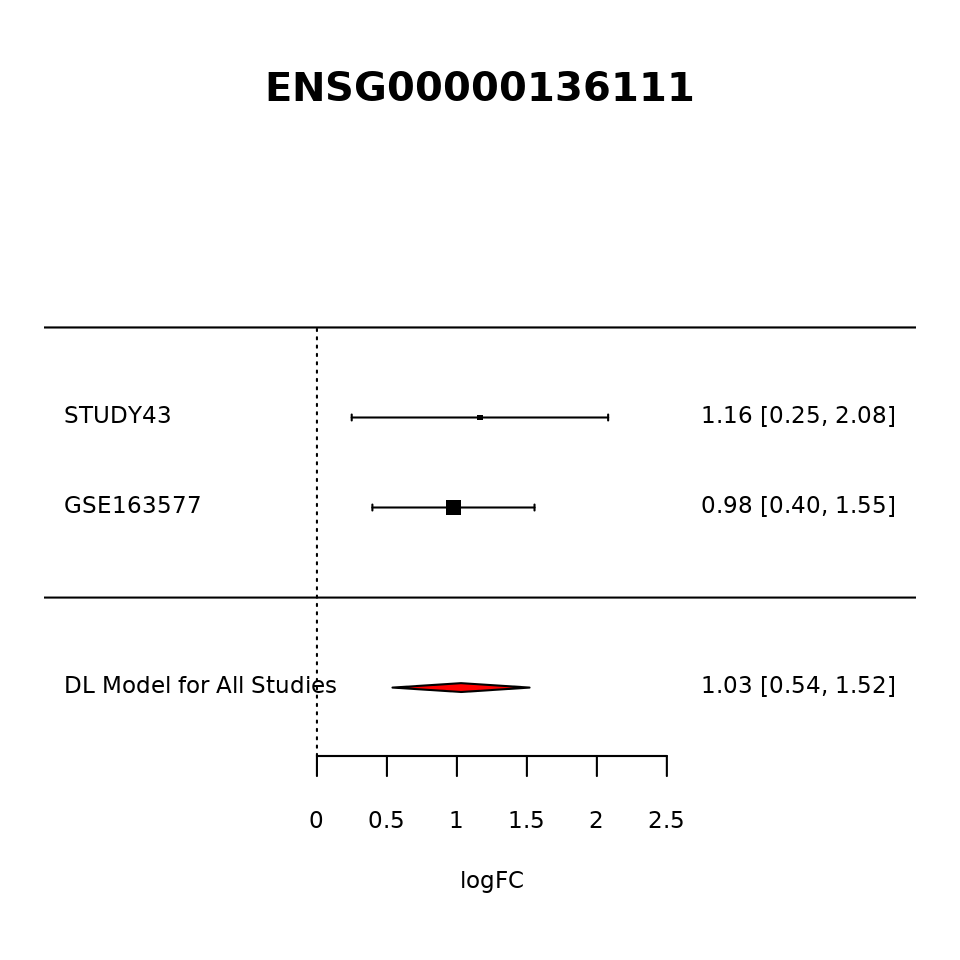 ENSG00000136111
STUDY43 1.16 [0.25, 2.08]
GSE163577 0.98 [0.40, 1.55]
DL Model for All Studies 1.03 [0.54, 1.52]
0 0.5 1 1.5 2 2.5
logFC